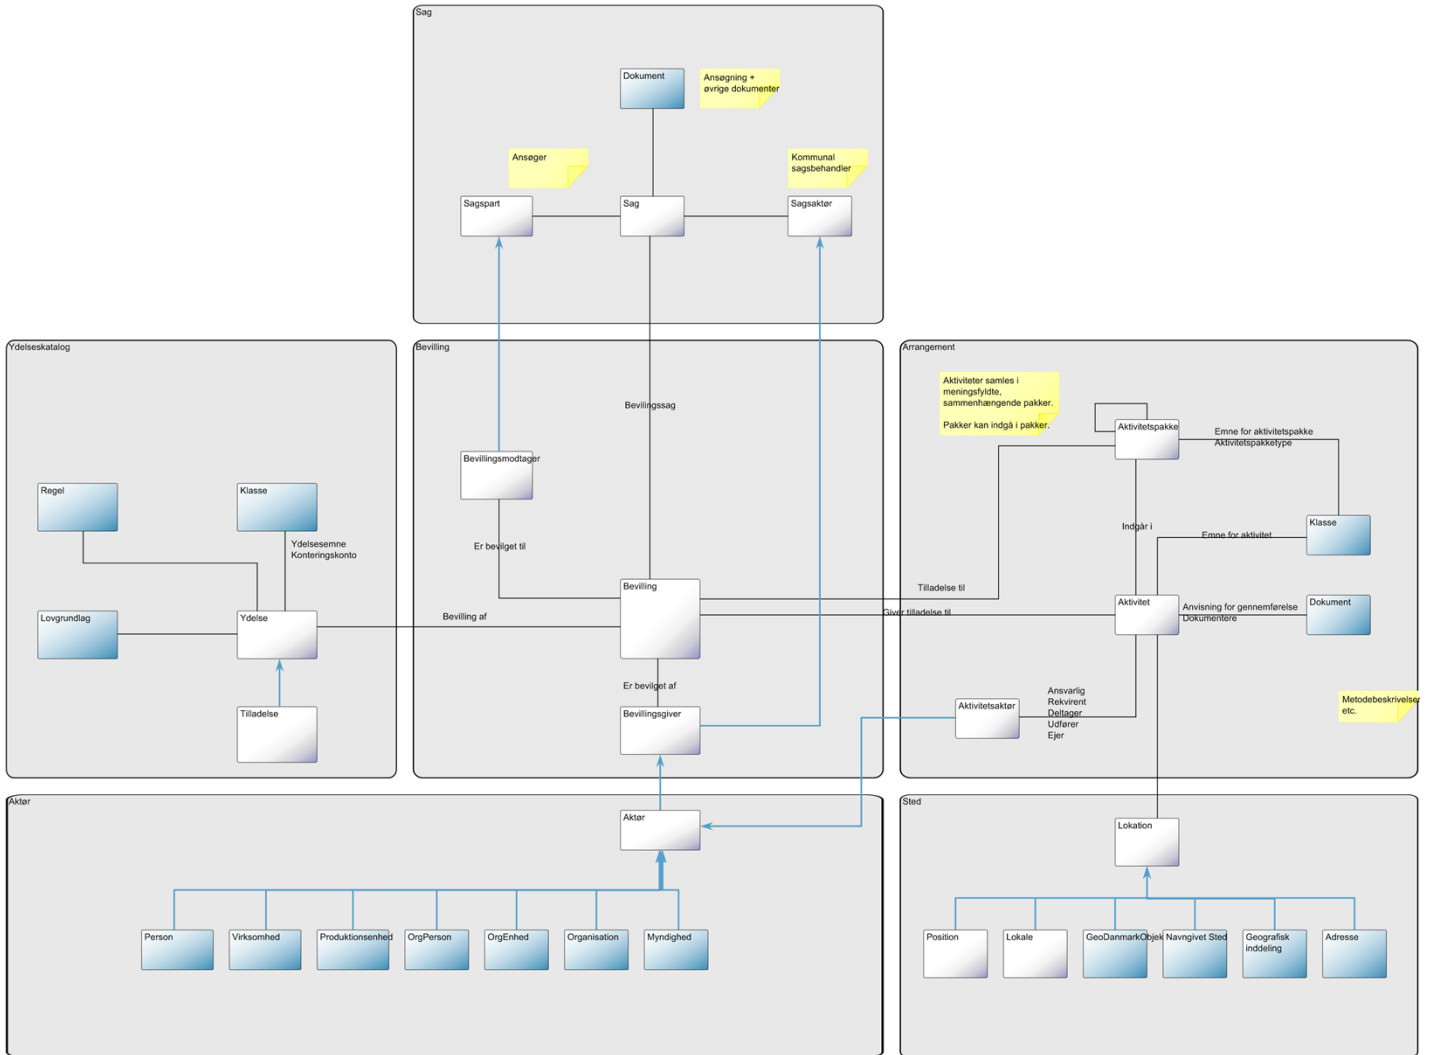 Sag
Dokument
Ansøgning +
øvrige dokumenter
Ansøger
Kommunal
sagsbehandler
Sagspart
Sag
Sagsaktør
Ydelseskatalog
Bevilling
Arrangement
Aktiviteter samles i
meningsfyldte,
sammenhængende pakker.
Pakker kan indgå i pakker.
Bevilingssag
Aktivitetspakke
Emne for aktivitetspakke
Aktivitetspakketype
Bevillingsmodtager
Regel
Klasse
Ydelsesemne
Konteringskonto
Er bevilget til
Indgår i
Klasse
Emne for aktivitet
Bevilling
Tilladelse til
Giver tilladelse til
Aktivitet
Anvisning for gennemførelse
Dokumentere
Dokument
Lovgrundlag
Ydelse
Bevilling af
Er bevilget af
Tilladelse
Bevillingsgiver
Aktivitetsaktør
Ansvarlig
Rekvirent
Deltager
Udfører
Ejer
Metodebeskrivelser
etc.
Aktør
Aktør
Person
Virksomhed
Produktionsenhed
OrgPerson
OrgEnhed
Organisation
Myndighed
Sted
Lokation
Position
Lokale
GeoDanmarkObjek
Navngivet Sted
Geografisk
inddeling
Adresse